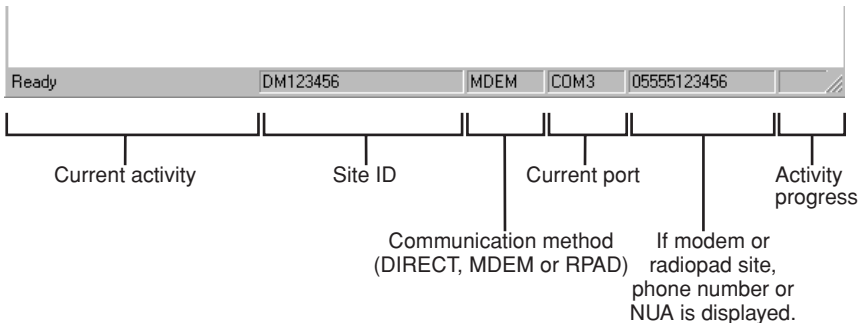 Ready DM123456 MDEM COM3 05555123456
Current activity
Site ID
Current port
Activity
progress
Communication method
(DIRECT, MDEM or RPAD)
If modem or
radiopad site,
phone number or
NUA is displayed.